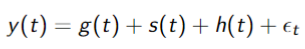 y(t) = g(t) + s(t) + h(t) + ϵₜ